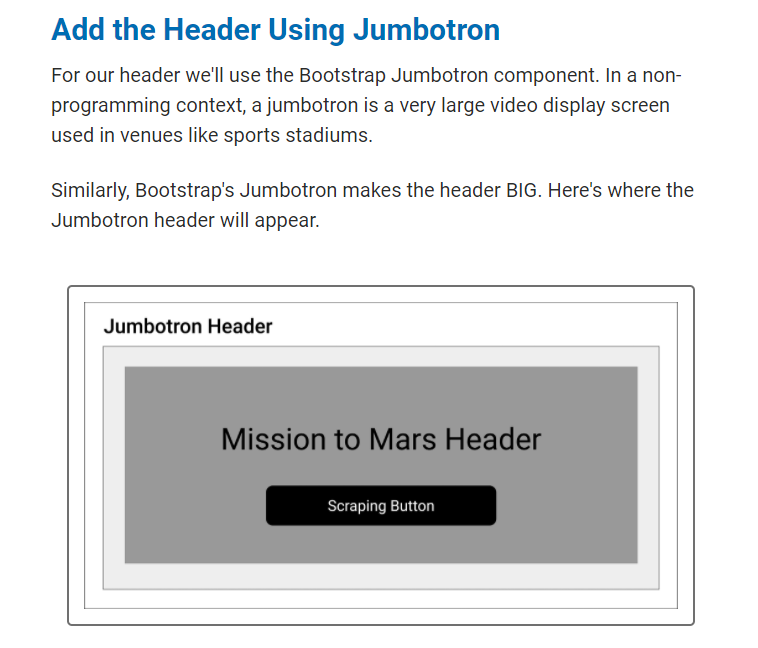 Add the Header Using Jumbotron
For our header we'll use the Bootstrap Jumbotron component. In a non-
programming context, a jumbotron is a very large video display screen
used in venues like sports stadiums.
Similarly, Bootstrap's Jumbotron makes the header BIG. Here's where the
Jumbotron header will appear.
Jumbotron Header
Mission to Mars Header
Scraping Button